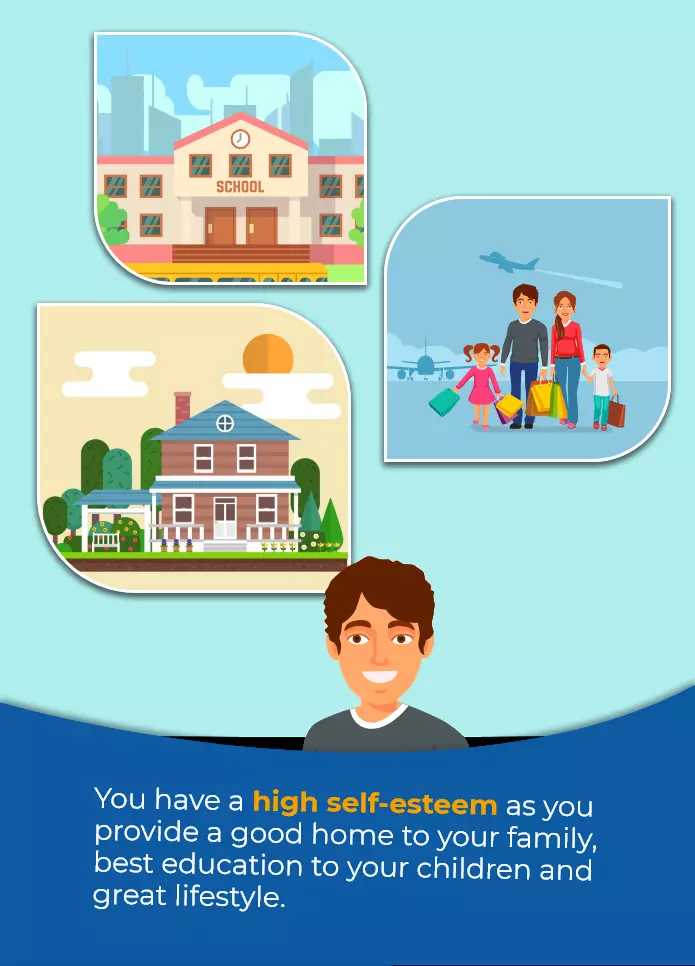 SCHOOL
You have a high self-esteem as you
provide a good home to your family,
best education to your children and
great lifestyle.